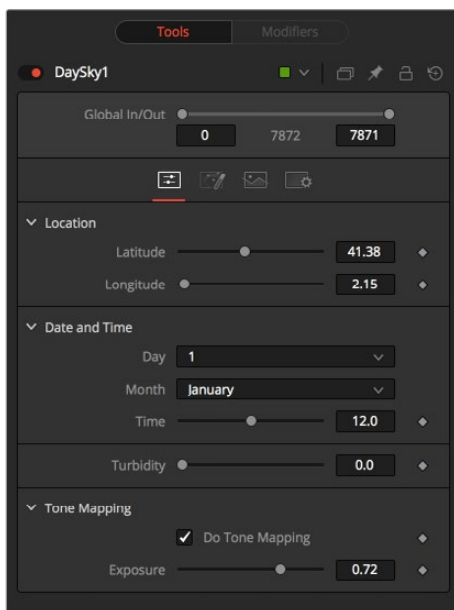 Tools Modifiers
DaySky1
Global In/Out
0 7872 7871
Location
Latitude 41.38
Longitude 2.15
Date and Time
Day 1
Month January
Time 12.0
Turbidity 0.0
Tone Mapping
Do Tone Mapping
Exposure 0.72